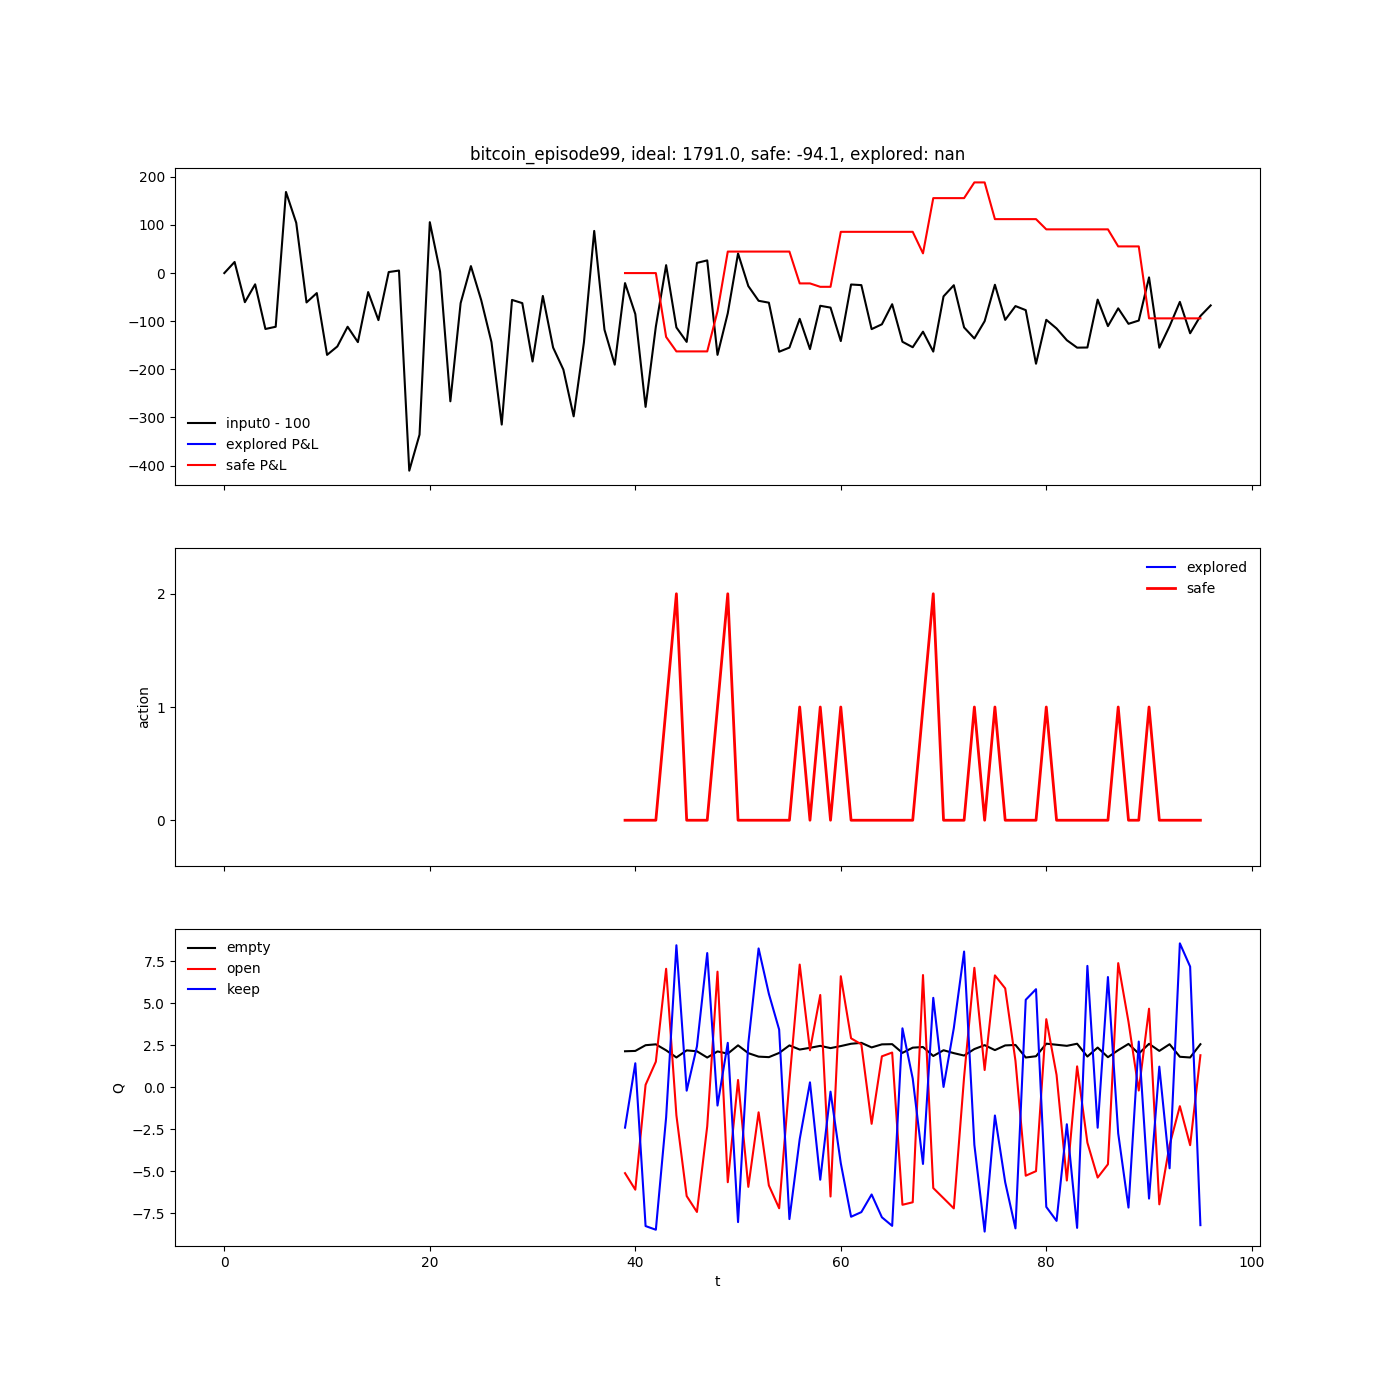 bitcoin_episode99, ideal: 1791.0, safe: -94.1, explored: nan
200
100
0
−100
−200
−300
−400
input0 - 100
explored P&L
safe P&L
2
1
0
action
explored
safe
7.5
5.0
2.5
0.0
−2.5
−5.0
−7.5
Q
empty
open
keep
0 20 40 60 80 100
t